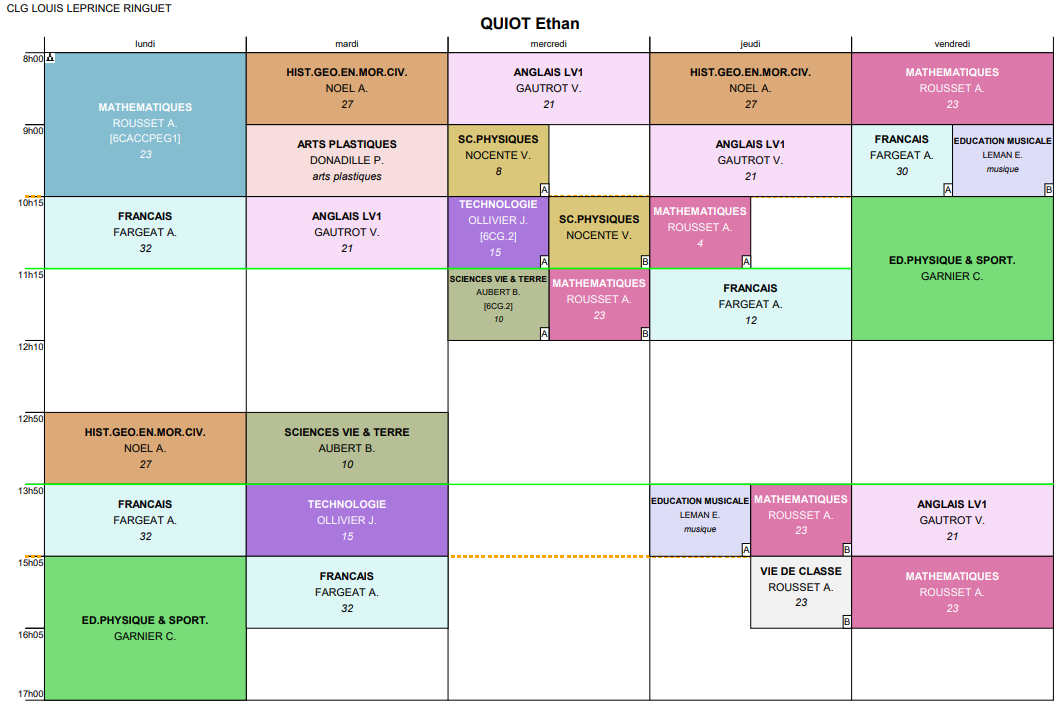 CLG LOUIS LEPRINCE RINGUET
QUIOT Ethan
lundi
mardi
mercredi
jeudi
vendredi
8h00
9h00
10h15
11h15
12h10
12h50
13h50
15h05
16h05
17h00
MATHEMATIQUES
ROUSSET A.
[6CACCPEG1]
23
FRANCAIS
FARGEAT A.
32
HIST.GEO.EN.MOR.CIV.
NOEL A.
27
FRANCAIS
FARGEAT A.
32
ED.PHYSIQUE & SPORT.
GARNIER C.
HIST.GEO.EN.MOR.CIV.
NOEL A.
27
ARTS PLASTIQUES
DONADILLE P.
arts plastiques
ANGLAIS LV1
GAUTROT V.
21
SCIENCES VIE & TERRE
AUBERT B.
10
TECHNOLOGIE
OLLIVIER J.
15
FRANCAIS
FARGEAT A.
32
ANGLAIS LV1
GAUTROT V.
21
SC.PHYSIQUES
NOCENTE V.
8
A
TECHNOLOGIE
OLLIVIER J.
[6CG.2]
15
A
SC.PHYSIQUES
NOCENTE V.
B
SCIENCES VIE & TERRE
AUBERT B.
[6CG.2]
10
A
MATHEMATIQUES
ROUSSET A.
23
B
HIST.GEO.EN.MOR.CIV.
NOEL A.
27
ANGLAIS LV1
GAUTROT V.
21
MATHEMATIQUES
ROUSSET A.
4
A
FRANCAIS
FARGEAT A.
12
EDUCATION MUSICALE
LEMAN E.
musique
A
MATHEMATIQUES
ROUSSET A.
23
B
VIE DE CLASSE
ROUSSET A.
23
B
MATHEMATIQUES
ROUSSET A.
23
FRANCAIS
FARGEAT A.
30
A
EDUCATION MUSICALE
LEMAN E.
musique
B
ED.PHYSIQUE & SPORT.
GARNIER C.
ANGLAIS LV1
GAUTROT V.
21
MATHEMATIQUES
ROUSSET A.
23